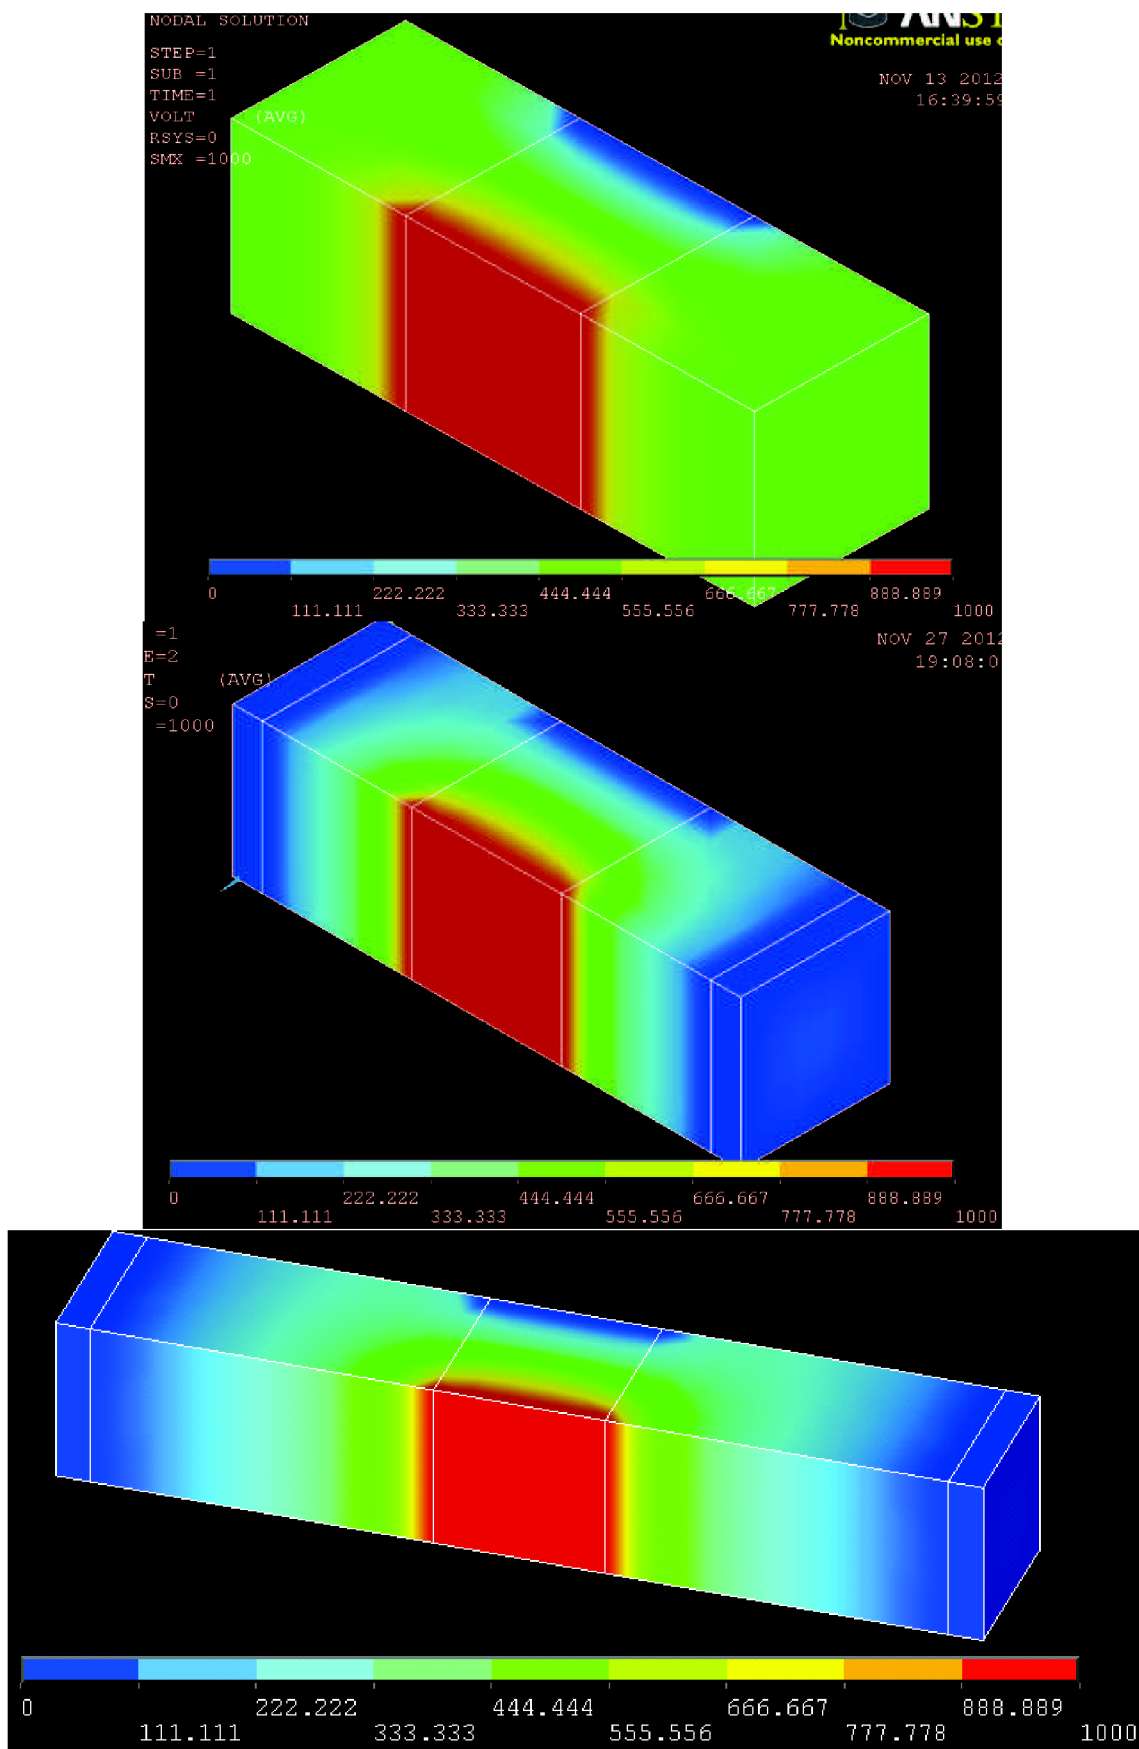 NODAL SOLUTION
STEP=1
SUB =1
TIME=1
VOLT (AVG)
RSYS=0
SMX =1000
Noncommercial use
NOV 13 2012
16:39:59
0 222.222 444.444 666.667 888.889
111.111 333.333 555.556 777.778 1000
=1
E=2
T (AVG)
S=0
=1000
NOV 27 2012
19:08:0
0 222.222 444.444 666.667 888.889
111.111 333.333 555.556 777.778 1000
0 222.222 444.444 666.667 888.889
111.111 333.333 555.556 777.778 1000